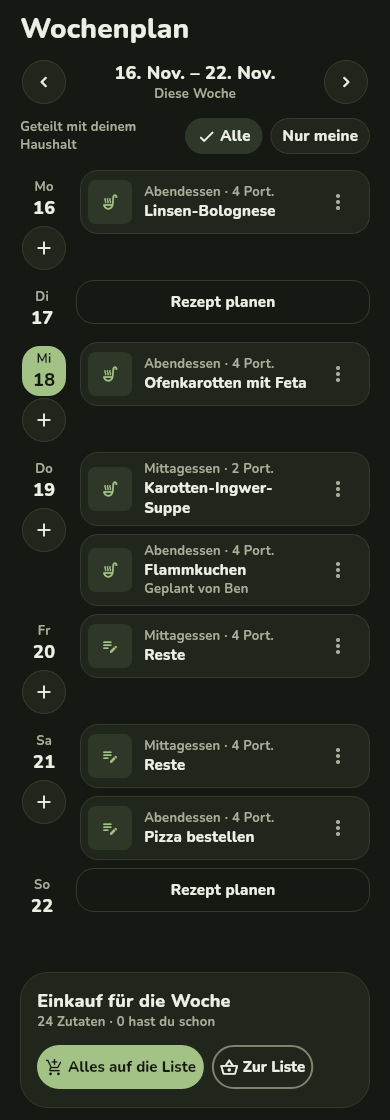 Wochenplan
16. Nov. – 22. Nov.
Diese Woche
Geteilt mit deinem
Haushalt
Alle
Nur meine
Mo
16
Abendessen · 4 Port.
Linsen-Bolognese
Di
17
Rezept planen
Mi
18
Abendessen · 4 Port.
Ofenkarotten mit Feta
Do
19
Mittagessen · 2 Port.
Karotten-Ingwer-
Suppe
Abendessen · 4 Port.
Flammkuchen
Geplant von Ben
Fr
20
Mittagessen · 4 Port.
Reste
Sa
21
Mittagessen · 4 Port.
Reste
Abendessen · 4 Port.
Pizza bestellen
So
22
Rezept planen
Einkauf für die Woche
24 Zutaten · 0 hast du schon
Alles auf die Liste
Zur Liste